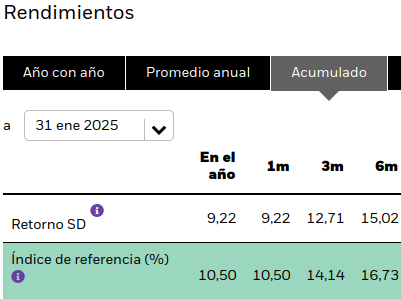 Rendimientos
Año con año Promedio anual Acumulado
a 31 ene 2025
En el año 1m 3m 6m
Retorno SD i 9,22 9,22 12,71 15,02
Índice de referencia (%) i 10,50 10,50 14,14 16,73